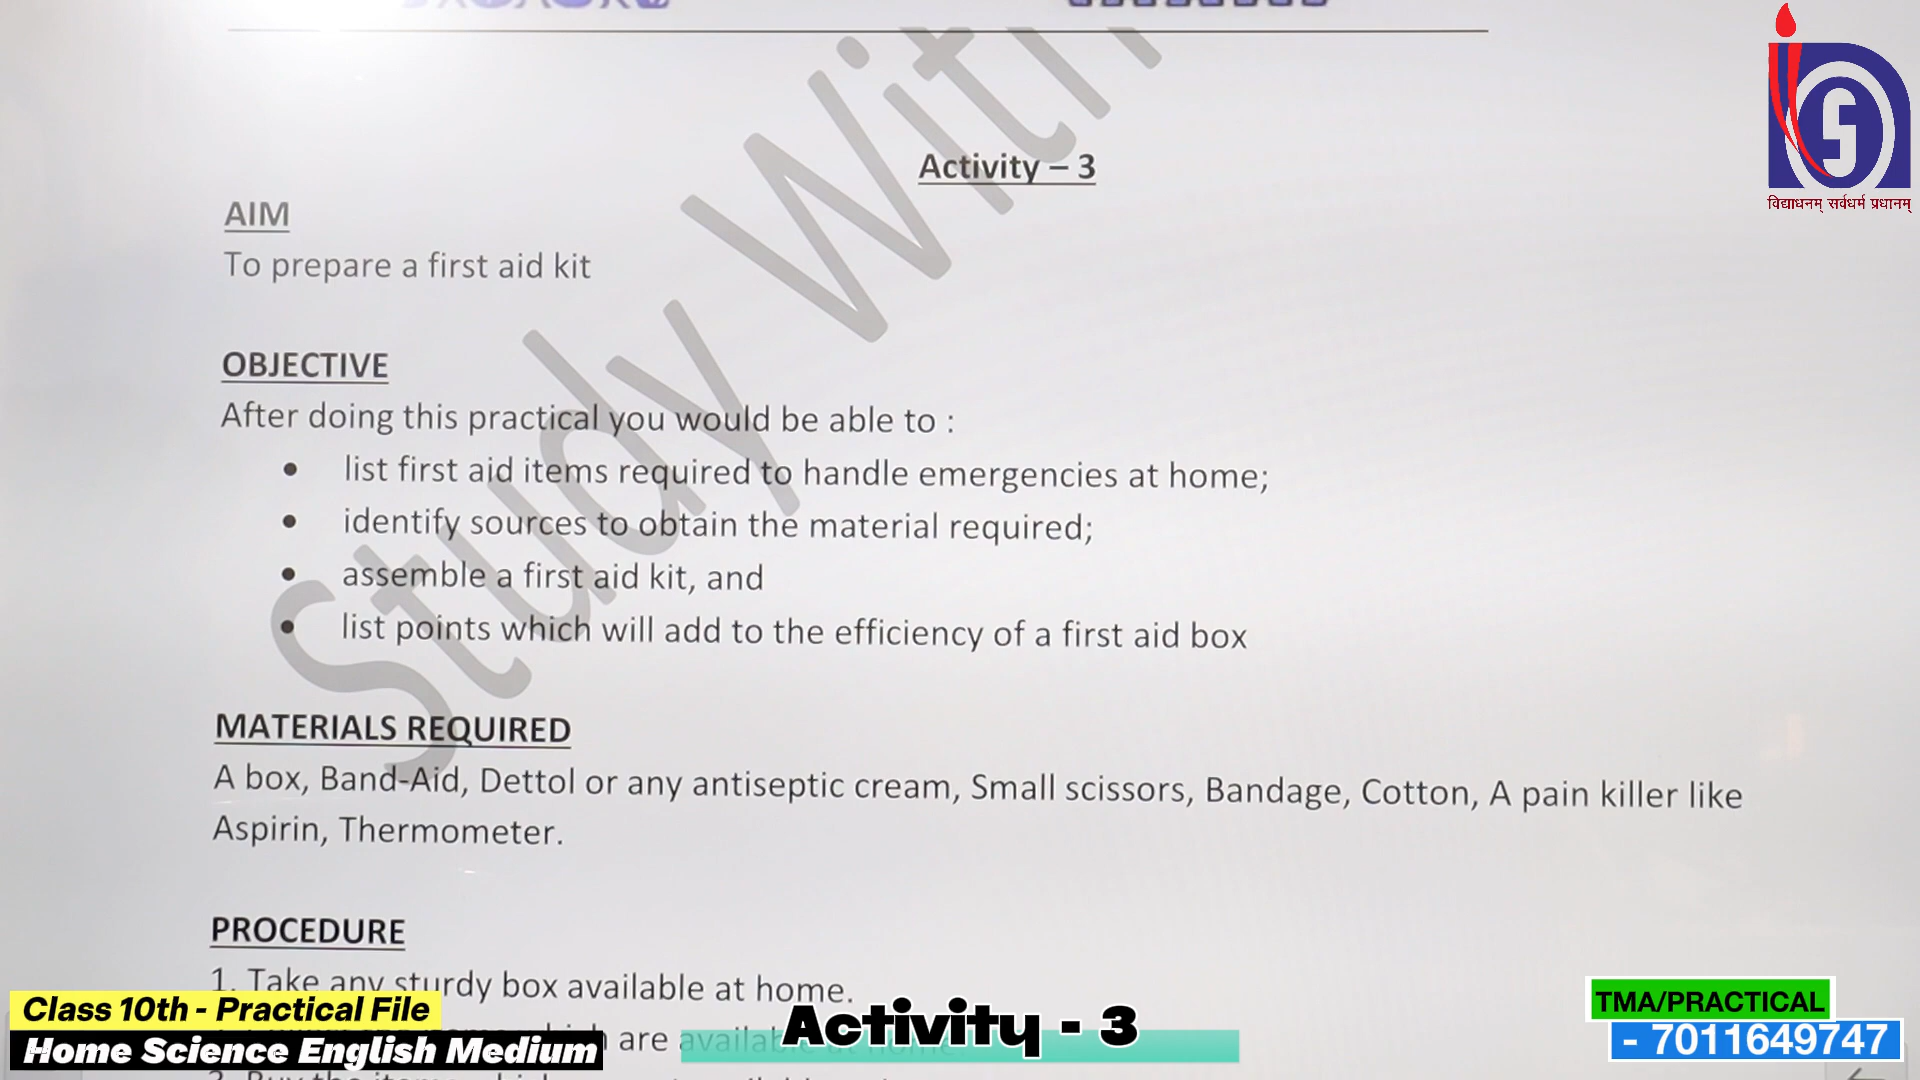 Activity – 3
AIM
To prepare a first aid kit
OBJECTIVE
After doing this practical you would be able to :
• list first aid items required to handle emergencies at home;
• identify sources to obtain the material required;
• assemble a first aid kit, and
• list points which will add to the efficiency of a first aid box
MATERIALS REQUIRED
A box, Band-Aid, Dettol or any antiseptic cream, Small scissors, Bandage, Cotton, A pain killer like
Aspirin, Thermometer.
PROCEDURE
1. Take any sturdy box available at home.
are available at home
Study With
विद्याधनम् सर्वधर्म प्रधानम्
Class 10th - Practical File
Home Science English Medium
Activity - 3
TMA/PRACTICAL
- 7011649747